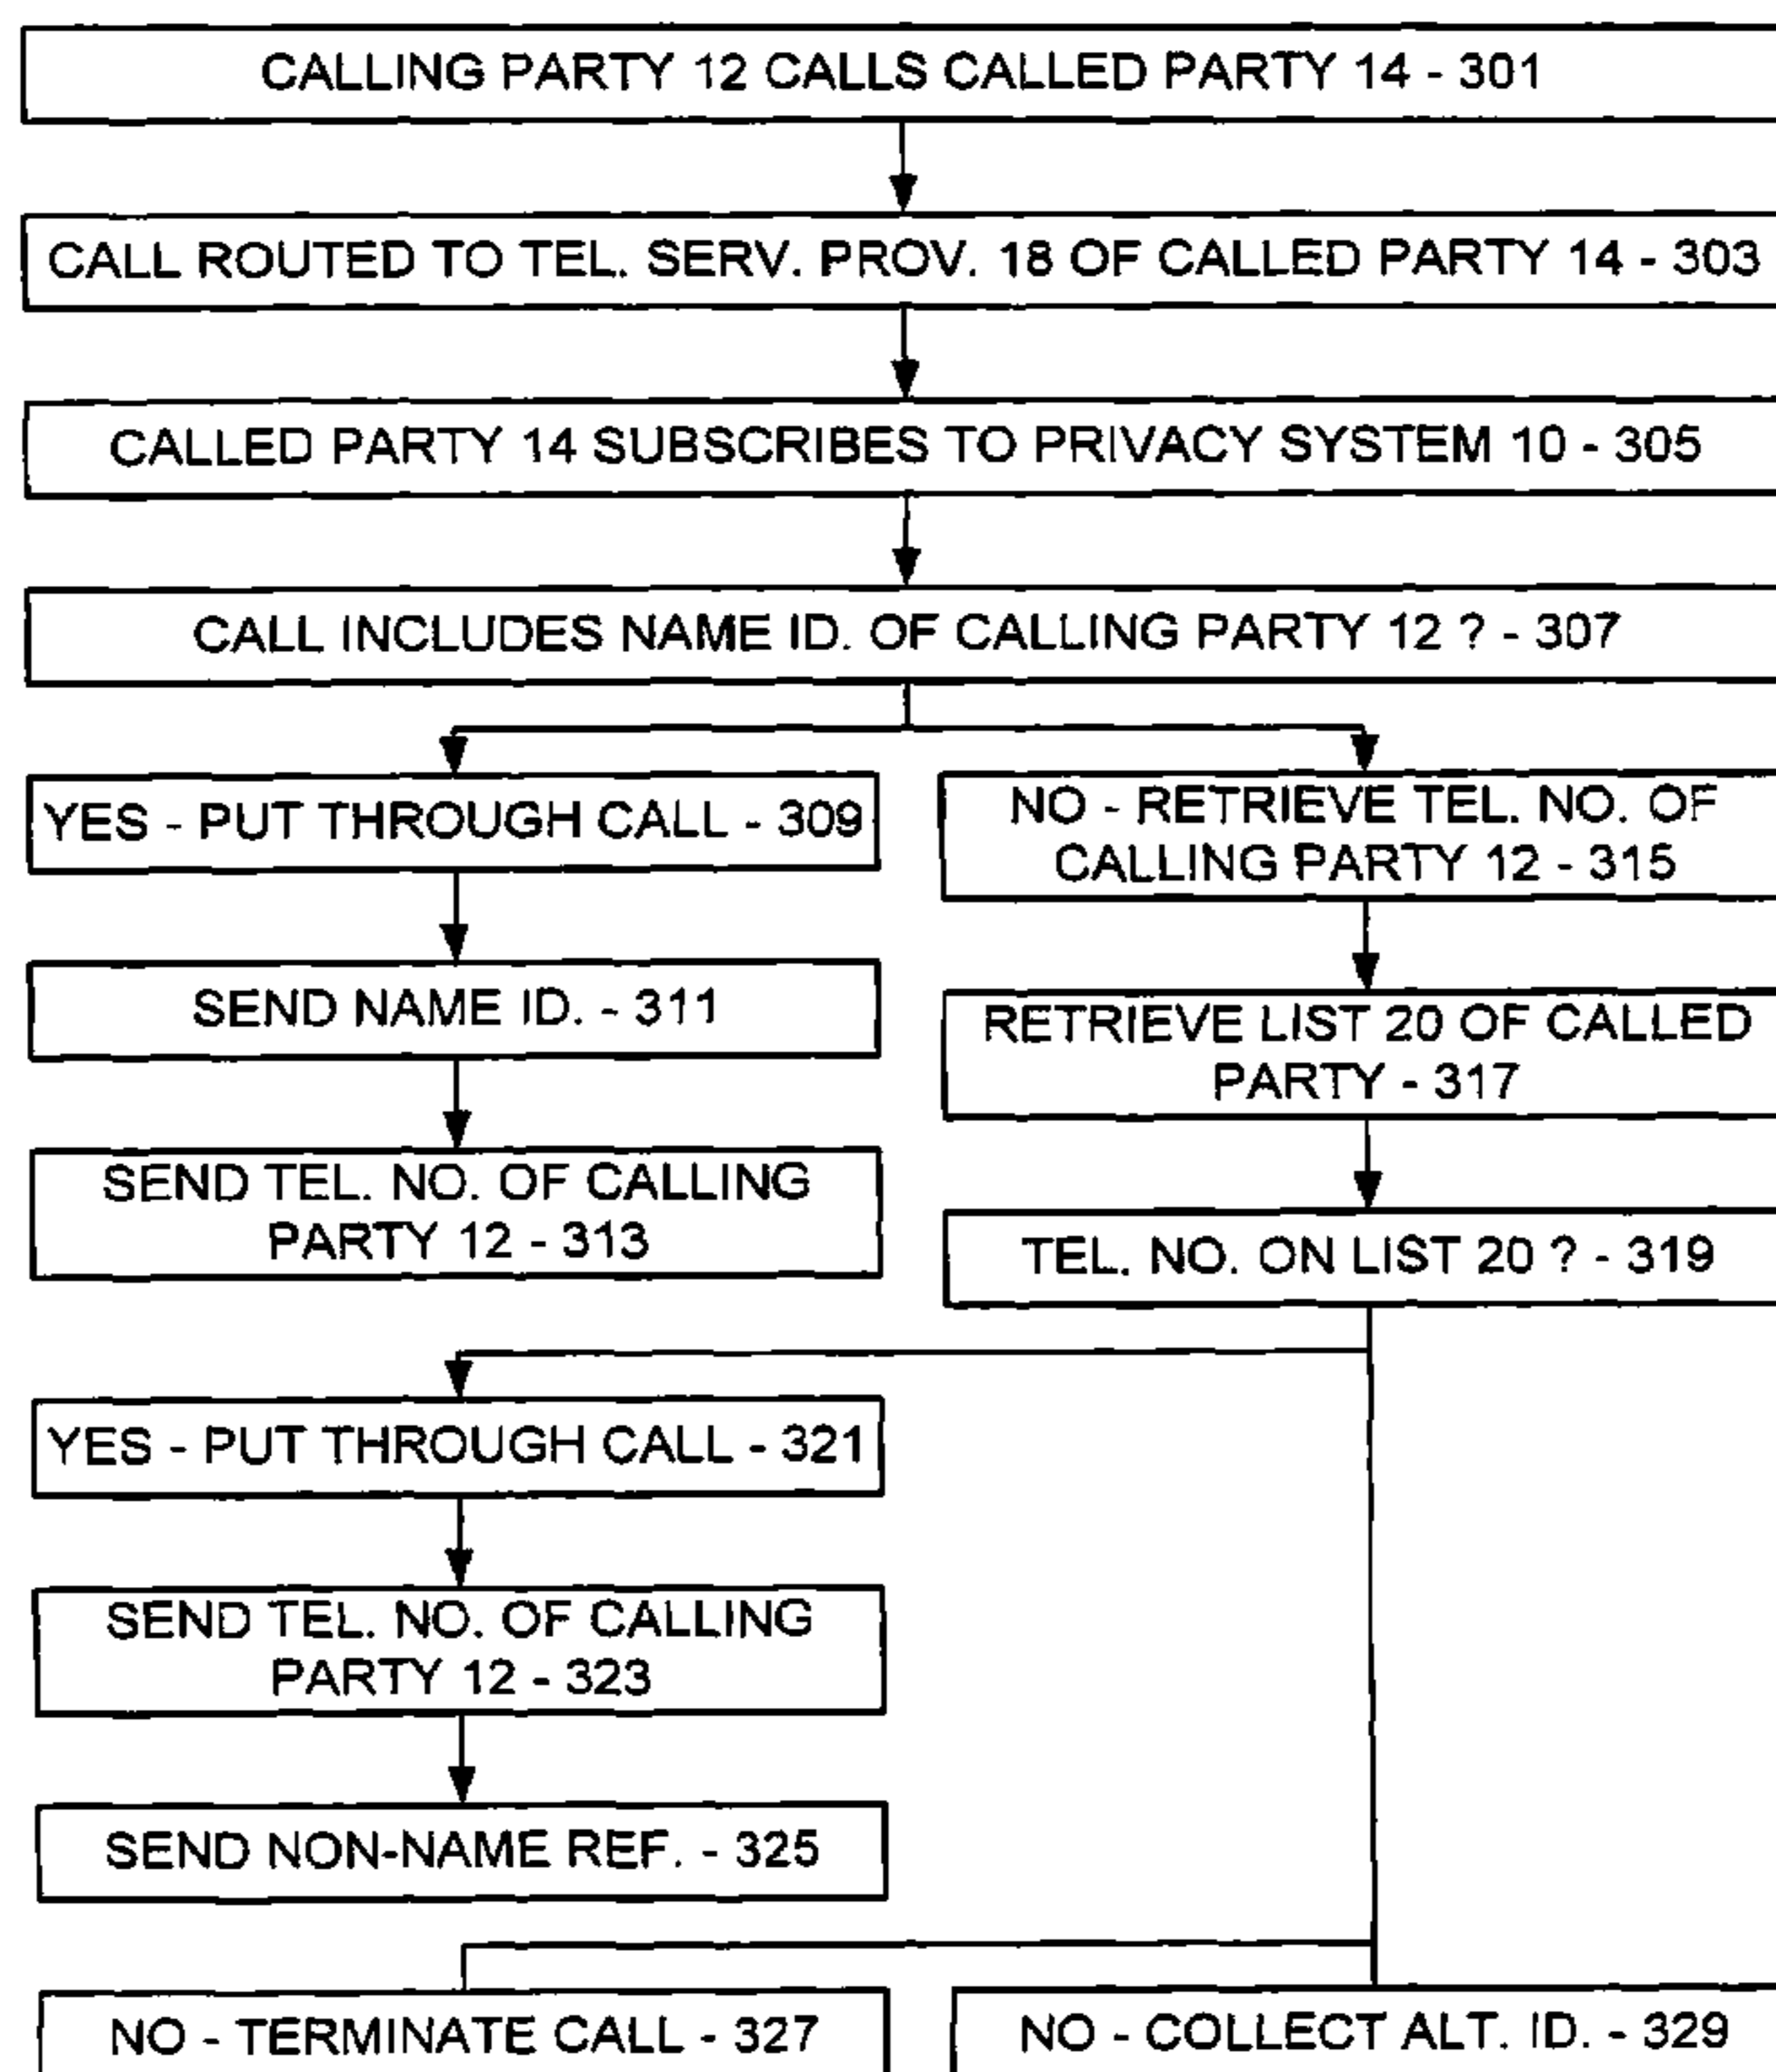 CALLING PARTY 12 CALLS CALLED PARTY 14 - 301
CALL ROUTED TO TEL. SERV. PROV. 18 OF CALLED PARTY 14 - 303
CALLED PARTY 14 SUBSCRIBES TO PRIVACY SYSTEM 10 - 305
CALL INCLUDES NAME ID. OF CALLING PARTY 12 ? - 307
YES - PUT THROUGH CALL - 309
SEND NAME ID. - 311
SEND TEL. NO. OF CALLING
PARTY 12 - 313
NO - RETRIEVE TEL. NO. OF
CALLING PARTY 12 - 315
RETRIEVE LIST 20 OF CALLED
PARTY - 317
TEL. NO. ON LIST 20 ? - 319
YES - PUT THROUGH CALL - 321
SEND TEL. NO. OF CALLING
PARTY 12 - 323
SEND NON-NAME REF. - 325
NO - TERMINATE CALL - 327
NO - COLLECT ALT. ID. - 329